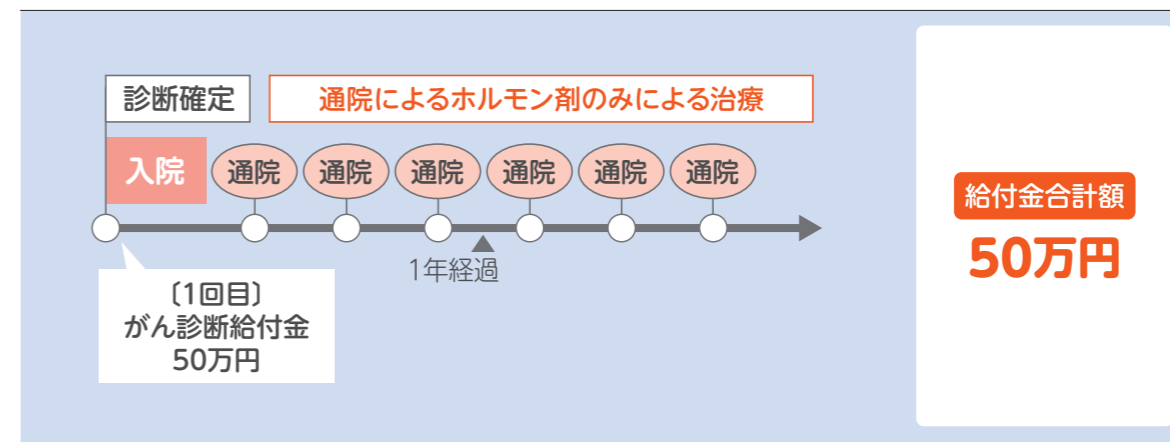 診断確定
通院によるホルモン剤のみによる治療
入院
通院
通院
通院
通院
通院
通院
1年経過
〔1回目〕
がん診断給付金
50万円
給付金合計額
50万円